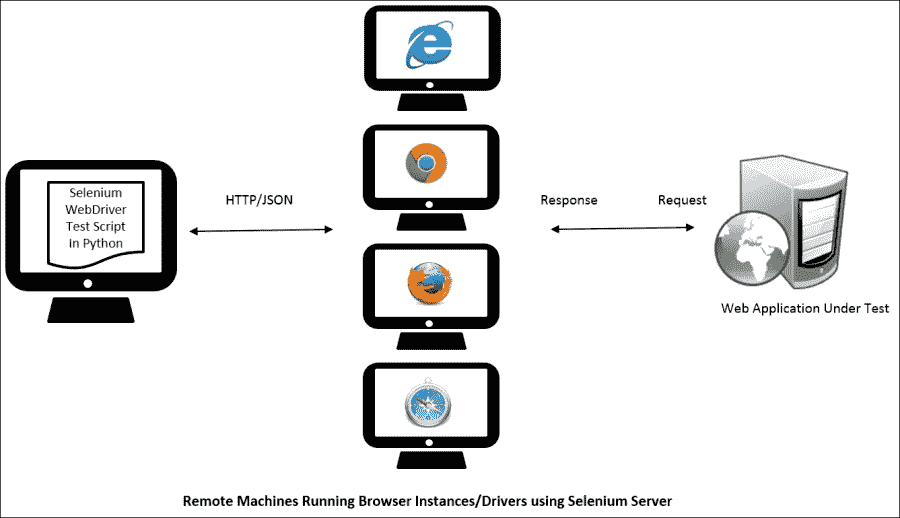 Selenium
WebDriver
Test Script
in Python
HTTP/JSON
Response
Request
Web Application Under Test
Remote Machines Running Browser Instances/Drivers using Selenium Server